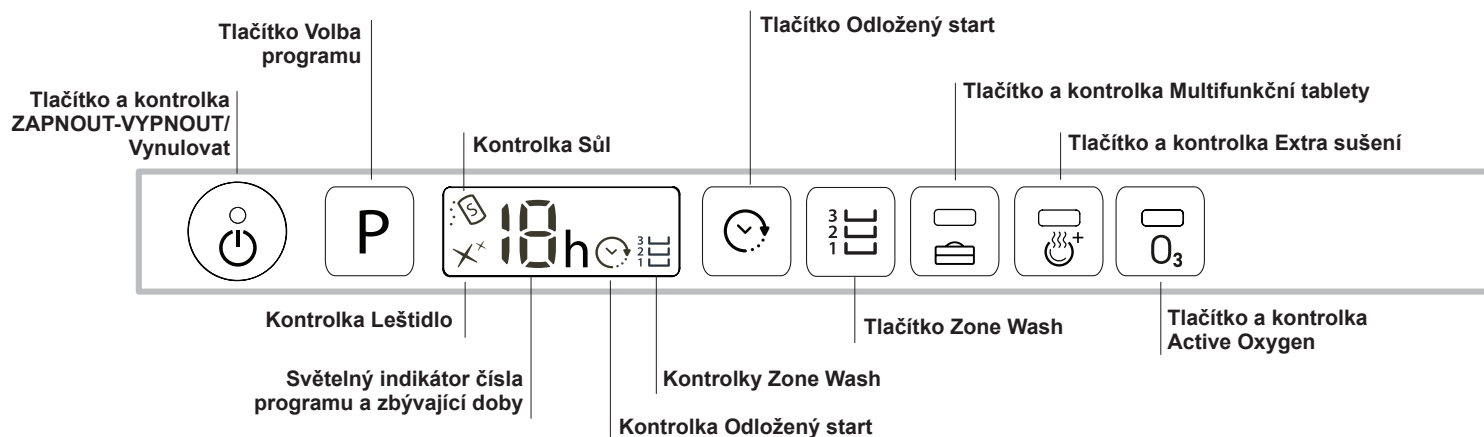 Tlačítko Volba
programu
Tlačítko Odložený start
Tlačítko a kontrolka
ZAPNOUT-VYPNOUT/
Vynulovat
Kontrolka Sůl
Tlačítko a kontrolka Multifunkční tablety
Tlačítko a kontrolka Extra sušení
P
S
18h
3
2
1
3
2
1
+
O3
Kontrolka Leštidlo
Světelný indikátor čísla
programu a zbývající doby
Kontrolka Odložený start
Kontrolky Zone Wash
Tlačítko Zone Wash
Tlačítko a kontrolka
Active Oxygen